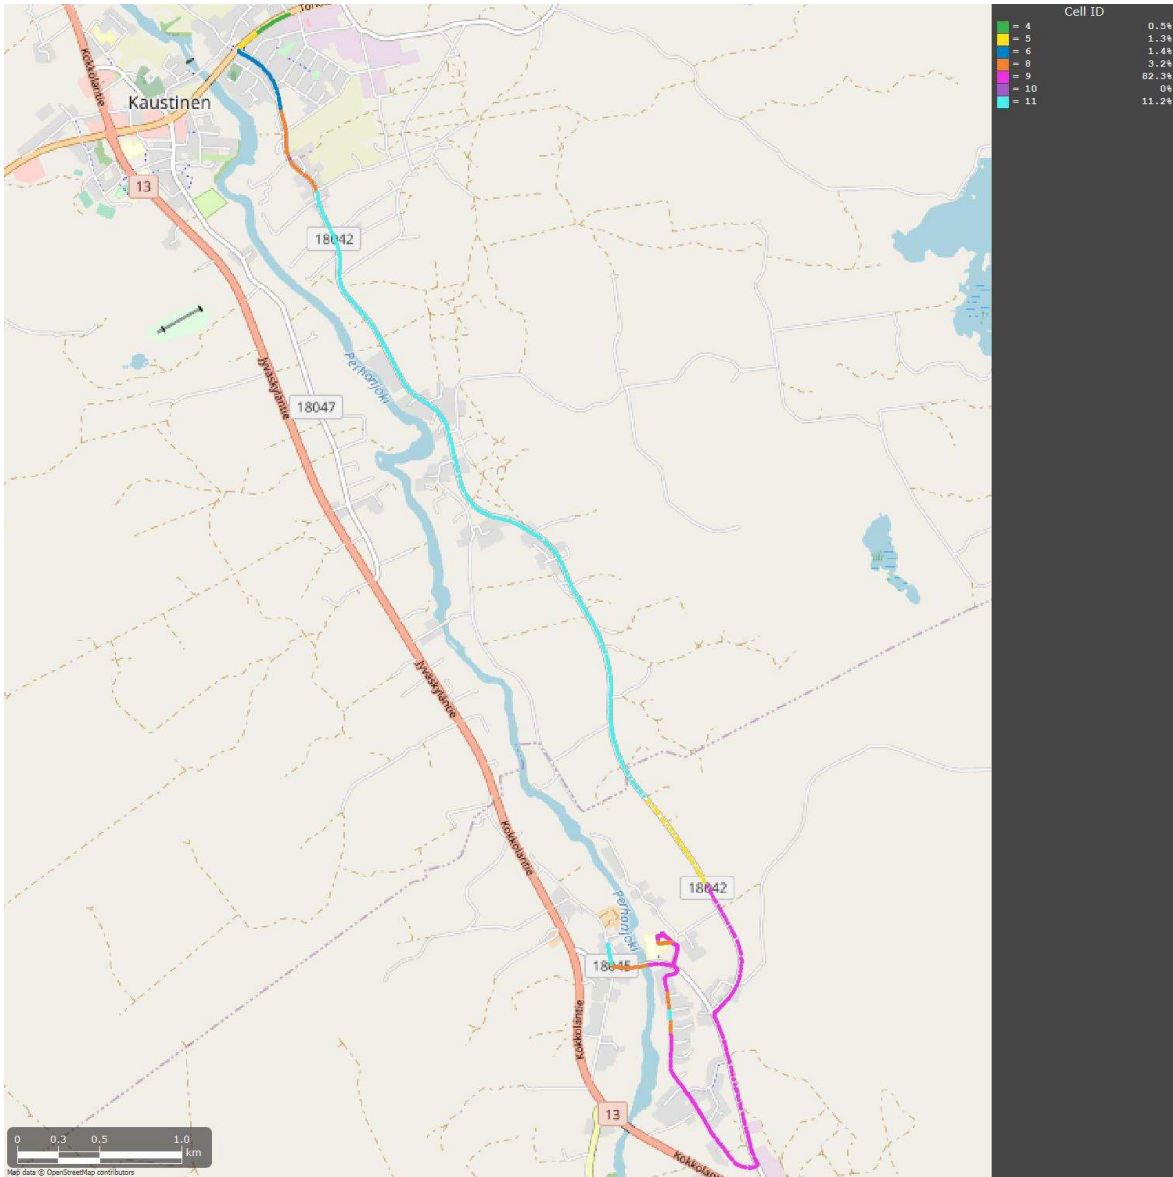 Cell ID
= 4 0.5%
= 5 1.3%
= 6 1.4%
= 8 3.2%
= 9 82.3%
= 10 0%
= 11 11.2%
Kokkolantie
Kaustinen
13
18042
Perhonjoki
Jyväskyläntie
18047
Jyväskyläntie
Kokkolantie
18042
Perhonjoki
18045
Kokkolantie
13
0 0.3 0.5 1.0
km
Map data © OpenStreetMap contributors